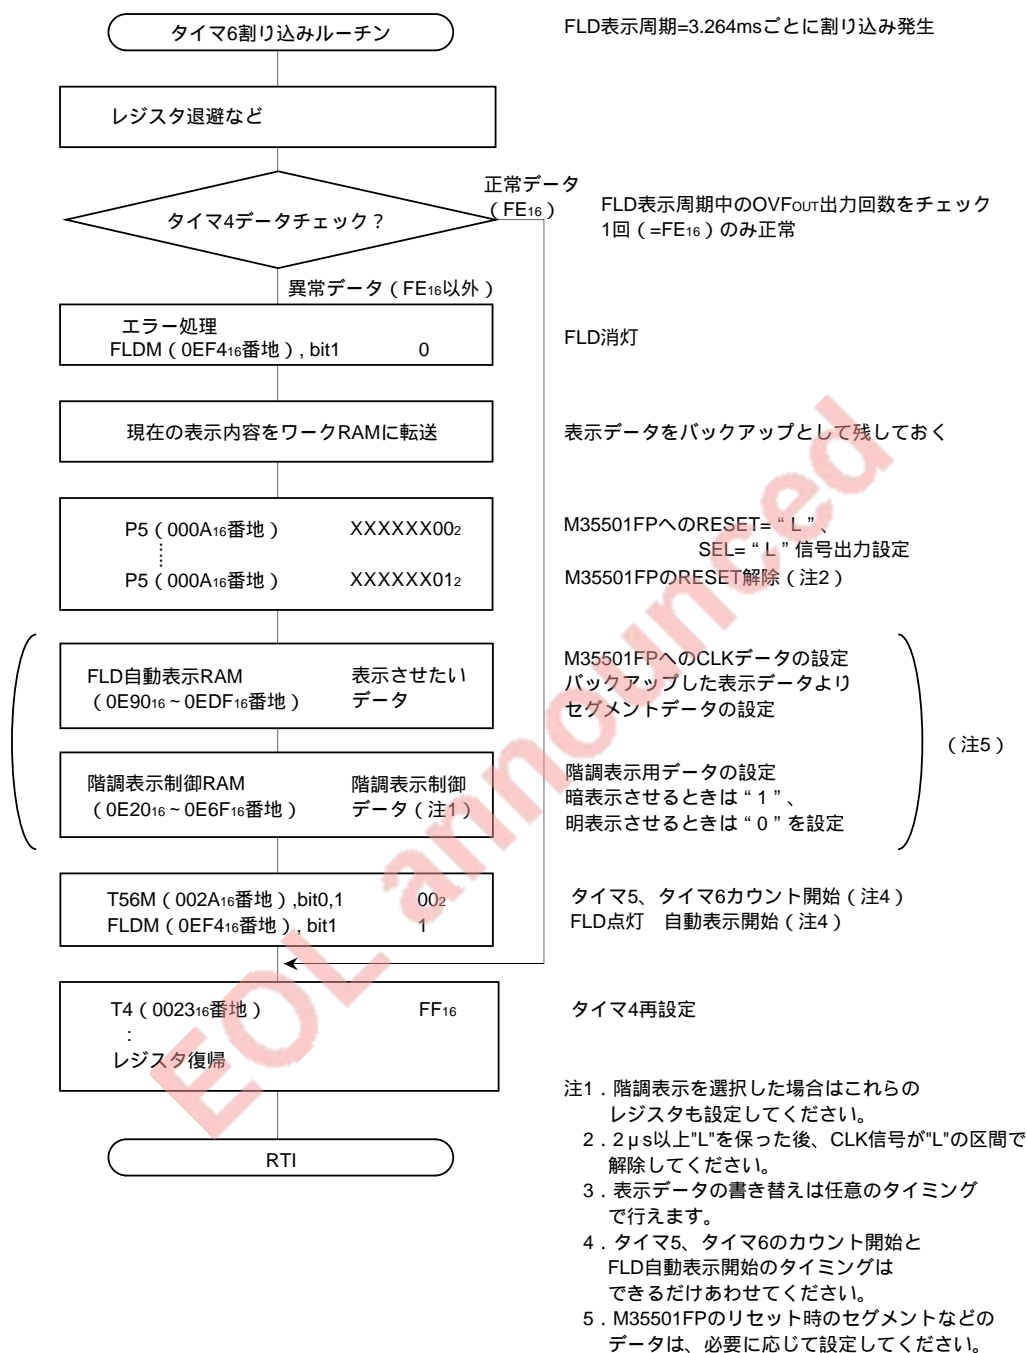 タイマ6割り込みルーチン
FLD表示周期=3.264msごとに割り込み発生
レジスタ退避など
タイマ4データチェック？
正常データ
（FE16）
FLD表示周期中のOVFOUT出力回数をチェック
1回（=FE16）のみ正常
異常データ（FE16以外）
エラー処理
FLDM（0EF416番地）, bit1 0
FLD消灯
現在の表示内容をワークRAMに転送
表示データをバックアップとして残しておく
P5（000A16番地） XXXXXX002
P5（000A16番地） XXXXXX012
M35501FPへのRESET=“L”、
SEL=“L”信号出力設定
M35501FPのRESET解除（注2）
FLD自動表示RAM 表示させたい
（0E9016～0EDF16番地） データ
M35501FPへのCLKデータの設定
バックアップした表示データより
セグメントデータの設定
（注5）
階調表示制御RAM 階調表示制御
（0E2016～0E6F16番地） データ（注1）
階調表示用データの設定
暗表示させるときは“1”、
明表示させるときは“0”を設定
T56M（002A16番地）,bit0,1 002
FLDM（0EF416番地）, bit1 1
タイマ5、タイマ6カウント開始（注4）
FLD点灯 自動表示開始（注4）
T4（002316番地） FF16
:
レジスタ復帰
タイマ4再設定
RTI
注1．階調表示を選択した場合はこれらの
レジスタも設定してください。
2．2μs以上"L"を保った後、CLK信号が"L"の区間で
解除してください。
3．表示データの書き替えは任意のタイミング
で行えます。
4．タイマ5、タイマ6のカウント開始と
FLD自動表示開始のタイミングは
できるだけあわせてください。
5．M35501FPのリセット時のセグメントなどの
データは、必要に応じて設定してください。
EOL announced